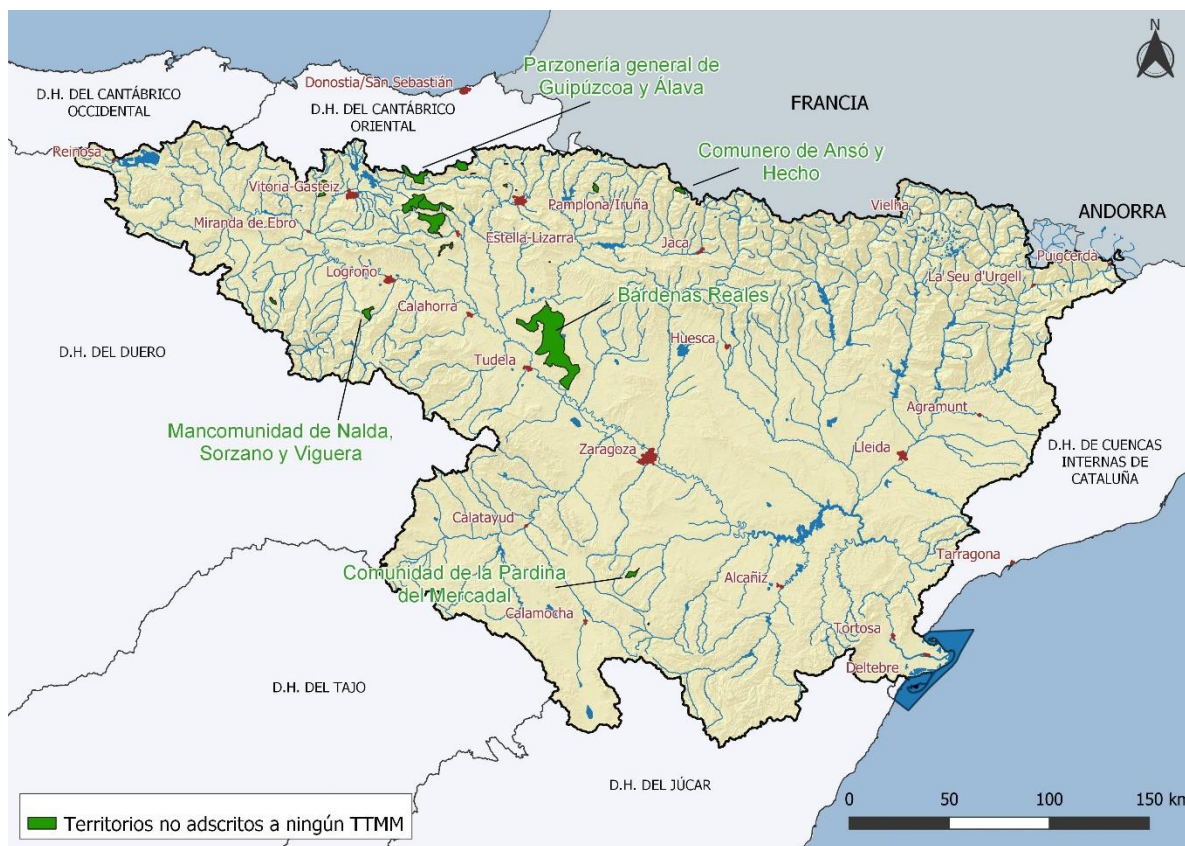 N
Parzonería general de
Guipúzcoa y Álava
Donostia/San Sebastián
D.H. DEL CANTÁBRICO
OCCIDENTAL
D.H. DEL CANTÁBRICO
ORIENTAL
FRANCIA
Reinosa
Comunero de Ansó y
Hecho
Vitoria-Gasteiz
Pamplona/Iruña
Vielha
ANDORRA
Miranda de Ebro
Estella-Lizarra
Jaca
Puigcerdà
La Seu d'Urgell
Logroño
Calahorra
Bárdenas Reales
Huesca
D.H. DEL DUERO
Tudela
Agramunt
Mancomunidad de Nalda,
Sorzano y Viguera
Zaragoza
Lleida
D.H. DE CUENCAS
INTERNAS DE
CATALUÑA
Calatayud
Tarragona
Comunidad de la Pardina
del Mercadal
Alcañiz
Calamocha
Tortosa
Deltebre
D.H. DEL TAJO
D.H. DEL JÚCAR
0 50 100 150 km
Territorios no adscritos a ningún TTMM